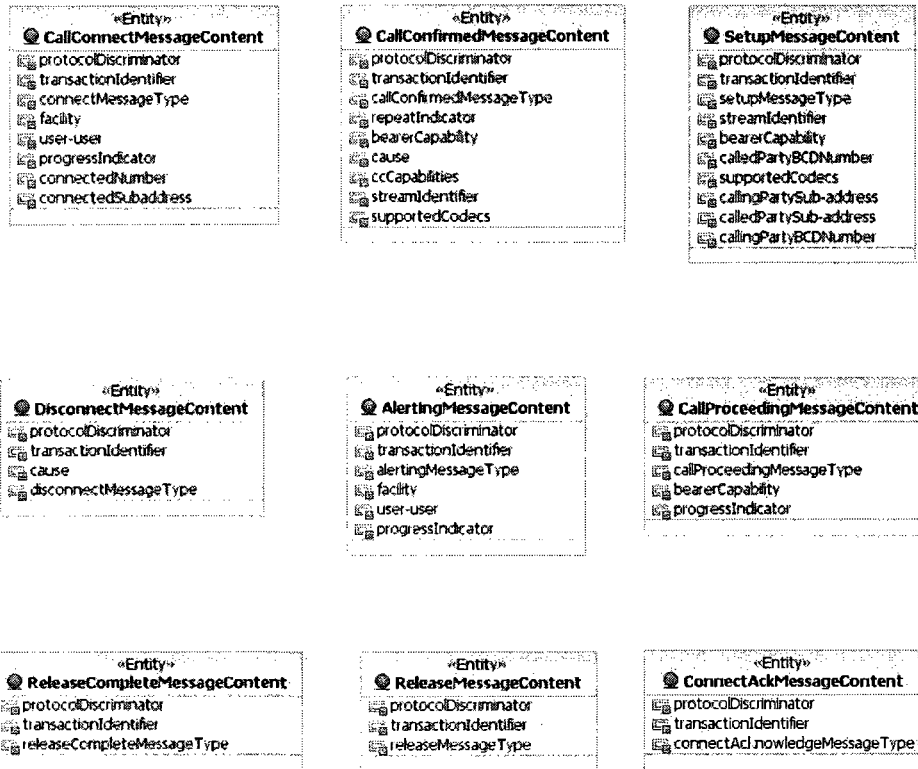 «Entity»
CallConnectMessageContent
protocolDiscriminator
transactionIdentifier
connectMessageType
facility
user-user
progressIndicator
connectedNumber
connectedSubaddress
«Entity»
CallConfirmedMessageContent
protocolDiscriminator
transactionIdentifier
callConfirmedMessageType
repeatIndicator
bearerCapability
cause
ccCapabilities
streamIdentifier
supportedCodecs
«Entity»
SetupMessageContent
protocolDiscriminator
transactionIdentifier
setupMessageType
streamIdentifier
bearerCapability
calledPartyBCDNumber
supportedCodecs
callingPartySub-address
calledPartySub-address
callingPartyBCDNumber
«Entity»
DisconnectMessageContent
protocolDiscriminator
transactionIdentifier
cause
disconnectMessageType
«Entity»
AlertingMessageContent
protocolDiscriminator
transactionIdentifier
alertingMessageType
facility
user-user
progressIndicator
«Entity»
CallProceedingMessageContent
protocolDiscriminator
transactionIdentifier
callProceedingMessageType
bearerCapability
progressIndicator
«Entity»
ReleaseCompleteMessageContent
protocolDiscriminator
transactionIdentifier
releaseCompleteMessageType
«Entity»
ReleaseMessageContent
protocolDiscriminator
transactionIdentifier
releaseMessageType
«Entity»
ConnectAckMessageContent
protocolDiscriminator
transactionIdentifier
connectAcknowledgeMessageType